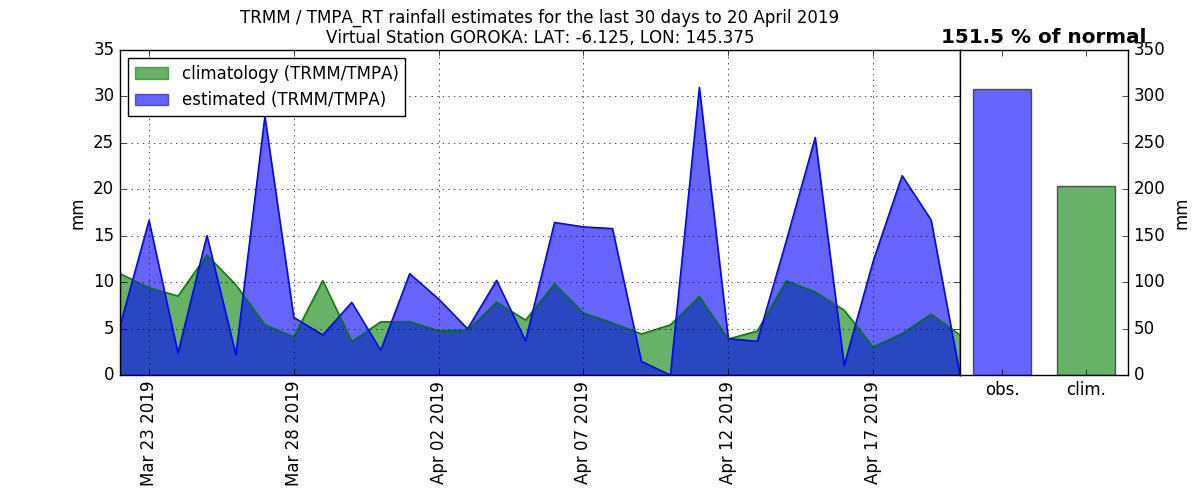 TRMM / TMPA_RT rainfall estimates for the last 30 days to 20 April 2019
Virtual Station GOROKA: LAT: -6.125, LON: 145.375
151.5 % of normal
climatology (TRMM/TMPA)
estimated (TRMM/TMPA)
35
30
25
20
15
10
5
0
mm
Mar 23 2019
Mar 28 2019
Apr 02 2019
Apr 07 2019
Apr 12 2019
Apr 17 2019
350
300
250
200
150
100
50
0
mm
obs.
clim.